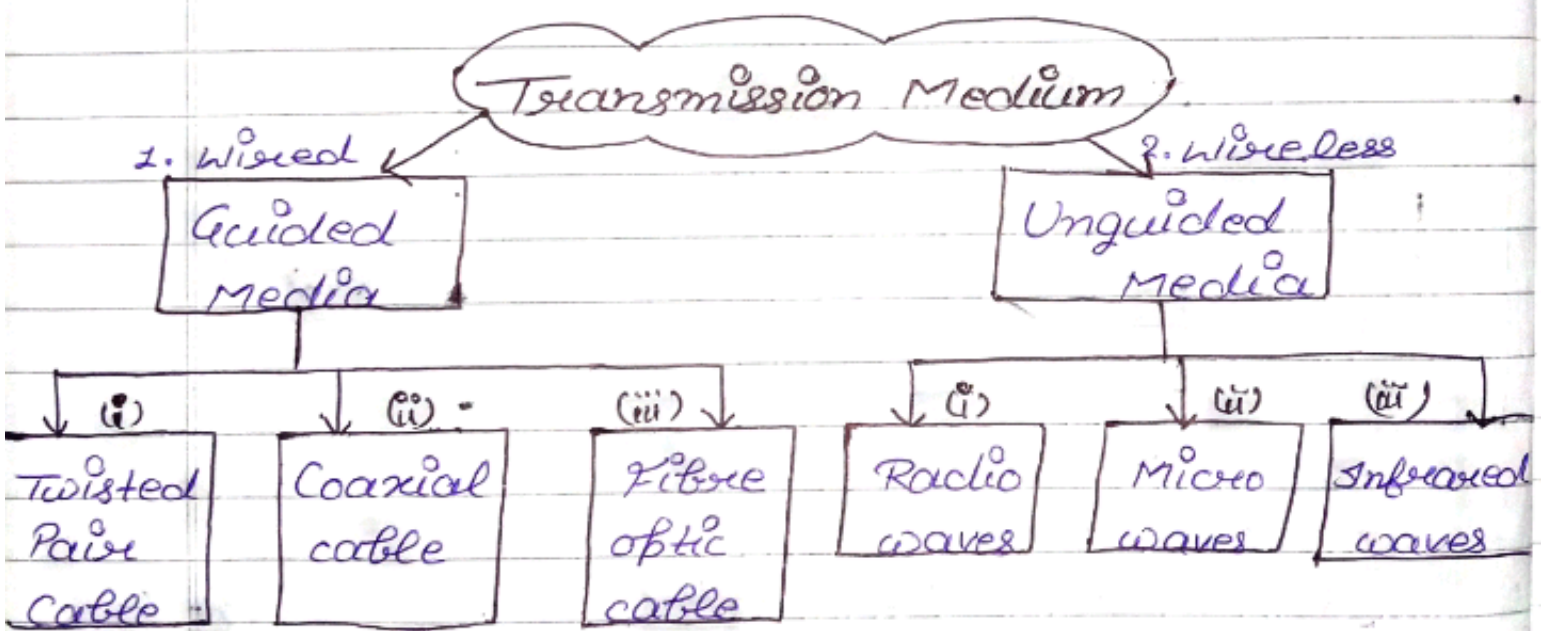 Transmission Medium
1. Wired
2. Wireless
Guided
Media
Unguided
Media
(i)
(ii)
(iii)
(i)
(ii)
(iii)
Twisted
Pair
Cable
Coaxial
cable
Fibre
optic
cable
Radio
waves
Micro
waves
Infrared
waves